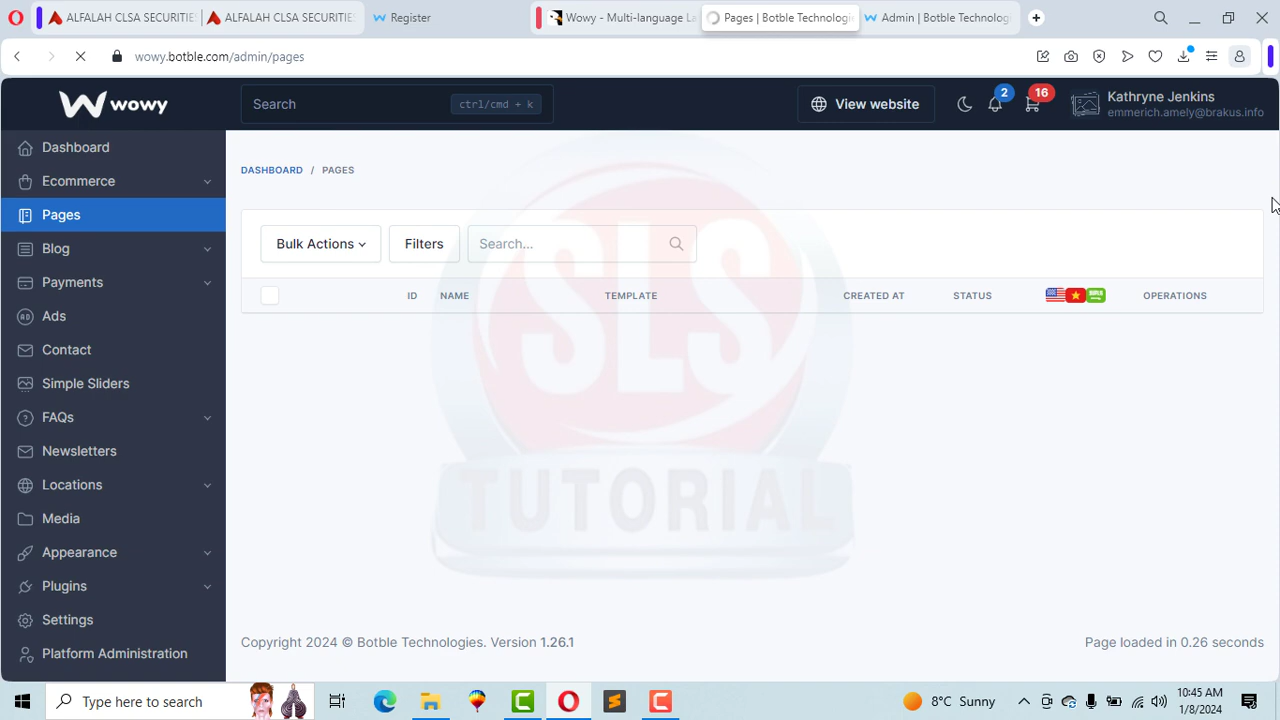 ALFALAH CLSA SECURITIES
ALFALAH CLSA SECURITIES
Register
Wowy - Multi-language La
Pages | Botble Technologi
Admin | Botble Technolog
wowy.botble.com/admin/pages
wowy
Search
ctrl/cmd + k
View website
2
16
Kathryne Jenkins
emmerich.amely@brakus.info
Dashboard
Ecommerce
Pages
Blog
Payments
Ads
Contact
Simple Sliders
FAQs
Newsletters
Locations
Media
Appearance
Plugins
Settings
Platform Administration
DASHBOARD / PAGES
Bulk Actions
Filters
Search...
ID
NAME
TEMPLATE
CREATED AT
STATUS
OPERATIONS
SLS
TUTORIAL
Copyright 2024 © Botble Technologies. Version 1.26.1
Page loaded in 0.26 seconds
Type here to search
8°C Sunny
10:45 AM
1/8/2024